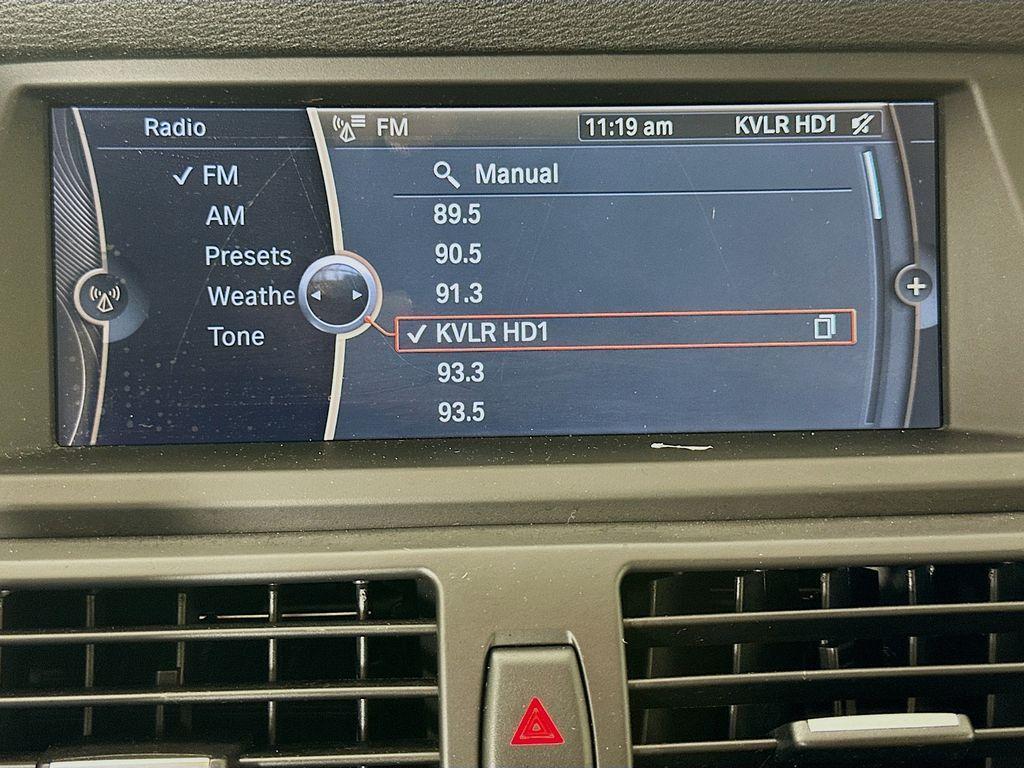 Radio
FM
AM
Presets
Weathe
Tone
FM
11:19 am KVLR HD1
Manual
89.5
90.5
91.3
KVLR HD1
93.3
93.5